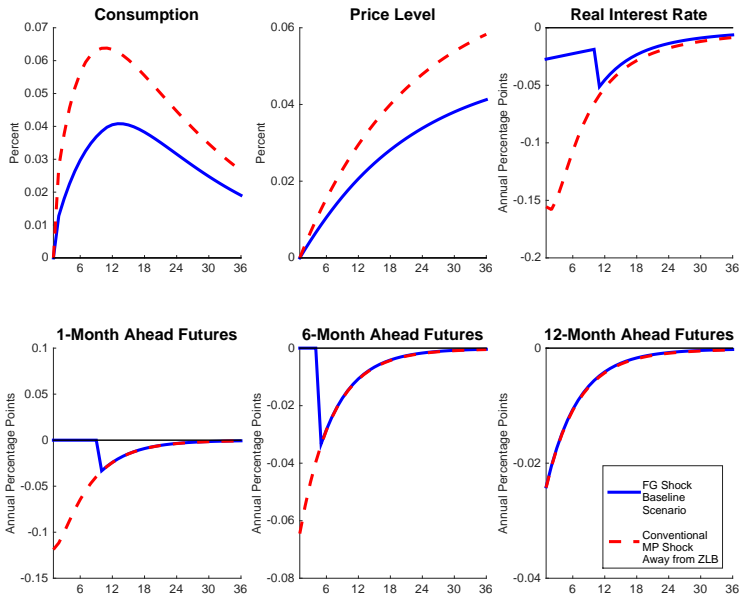 Consumption
0.07
0.06
0.05
0.04
0.03
0.02
0.01
0
Percent
6 12 18 24 30 36
Price Level
0.06
0.04
0.02
0
Percent
6 12 18 24 30 36
Real Interest Rate
0
-0.05
-0.1
-0.15
-0.2
Annual Percentage Points
6 12 18 24 30 36
1-Month Ahead Futures
0.1
0.05
0
-0.05
-0.1
-0.15
Annual Percentage Points
6 12 18 24 30 36
6-Month Ahead Futures
0
-0.02
-0.04
-0.06
-0.08
Annual Percentage Points
6 12 18 24 30 36
12-Month Ahead Futures
0
-0.02
-0.04
Annual Percentage Points
6 12 18 24 30 36
FG Shock
Baseline
Scenario
Conventional
MP Shock
Away from ZLB